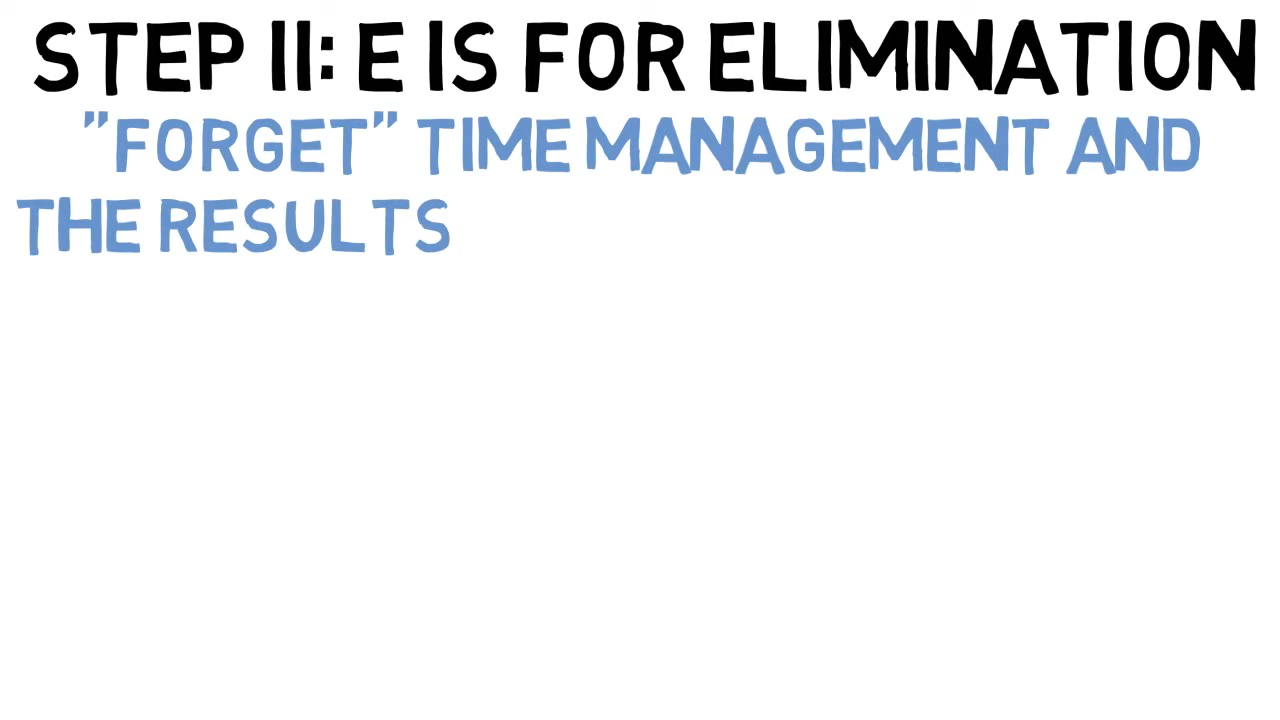 STEP II: E IS FOR ELIMINATION
"FORGET" TIME MANAGEMENT AND
THE RESULTS